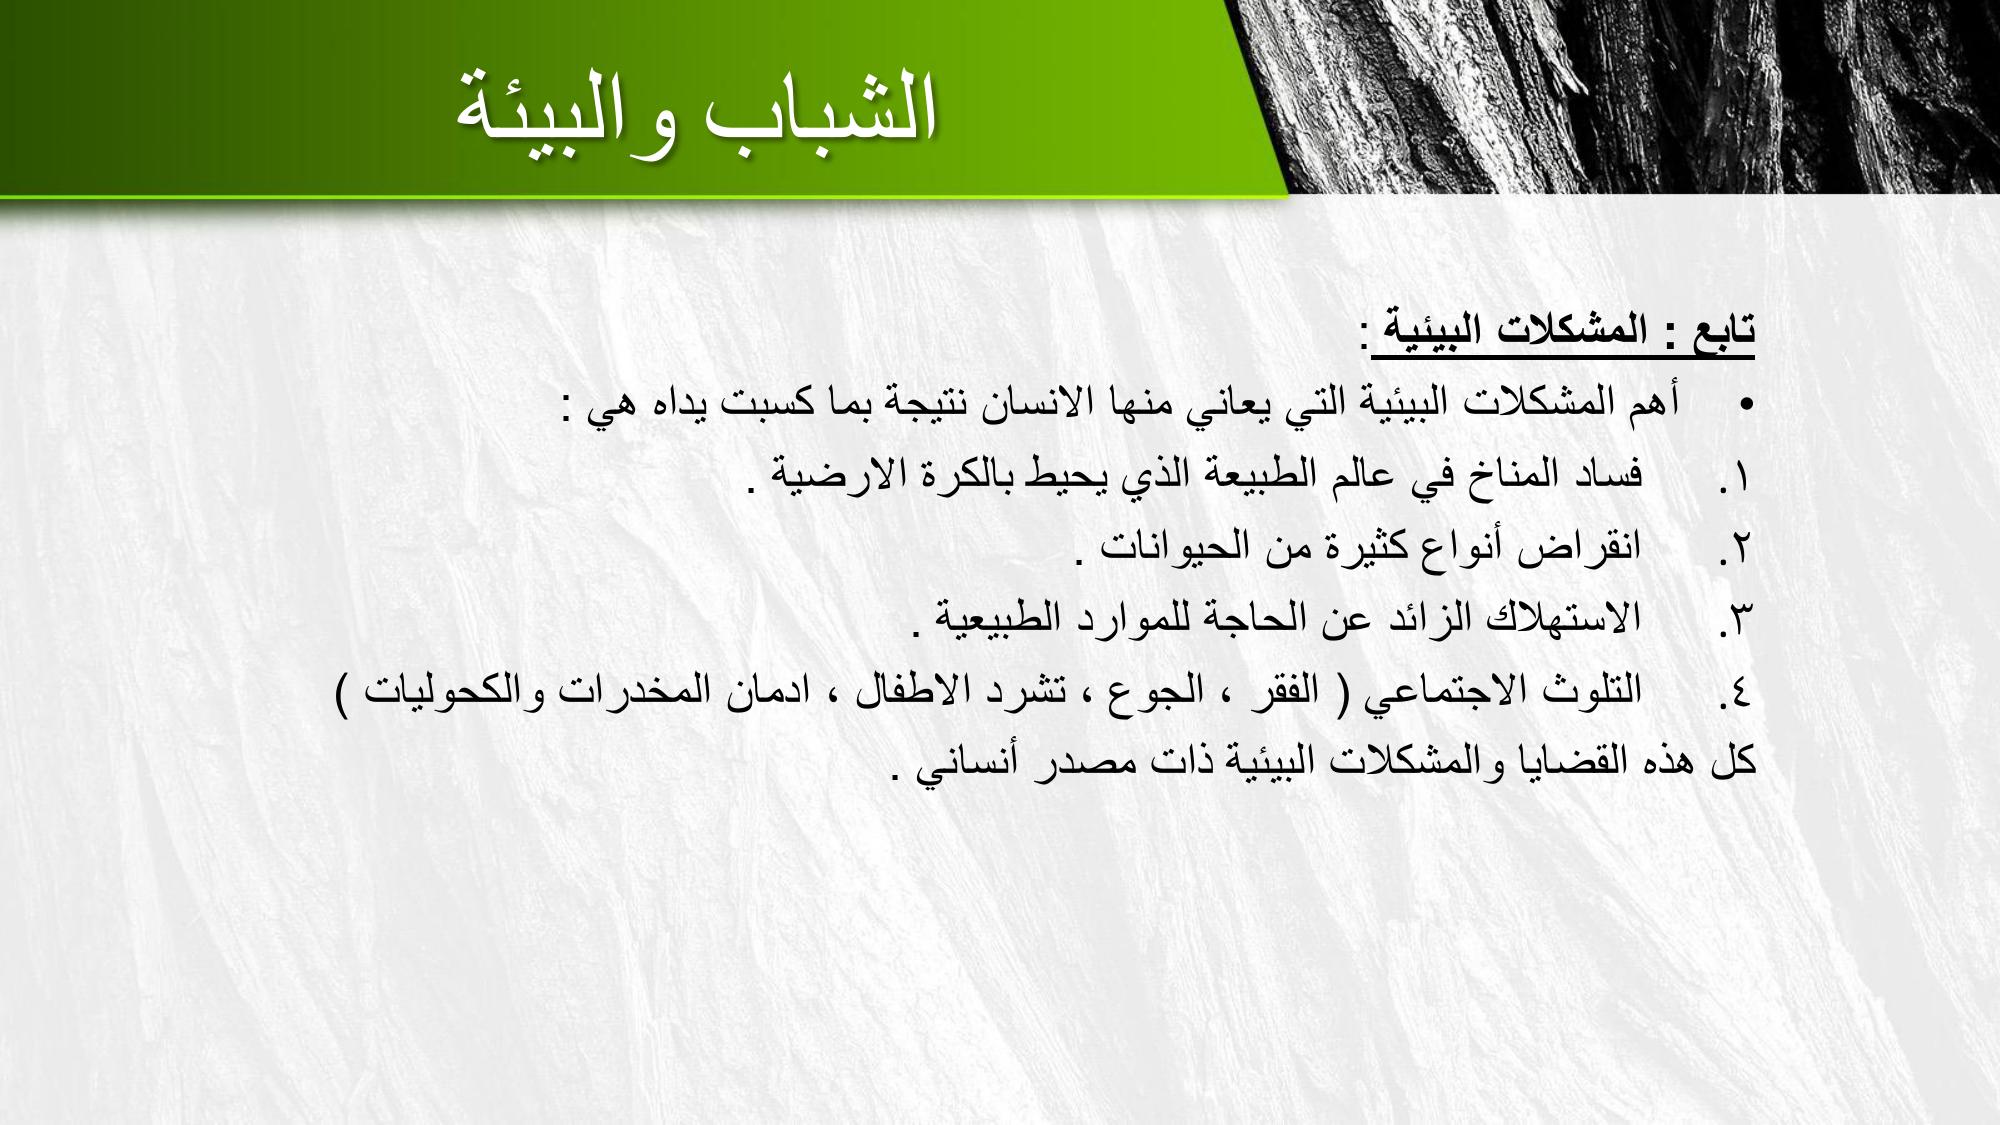 الشباب والبيئة
تابع : المشكلات البيئية :
• أهم المشكلات البيئية التي يعاني منها الانسان نتيجة بما كسبت يداه هي :
١. فساد المناخ في عالم الطبيعة الذي يحيط بالكرة الارضية .
٢. انقراض أنواع كثيرة من الحيوانات .
٣. الاستهلاك الزائد عن الحاجة للموارد الطبيعية .
٤. التلوث الاجتماعي ( الفقر ، الجوع ، تشرد الاطفال ، ادمان المخدرات والكحوليات )
كل هذه القضايا والمشكلات البيئية ذات مصدر أنساني .